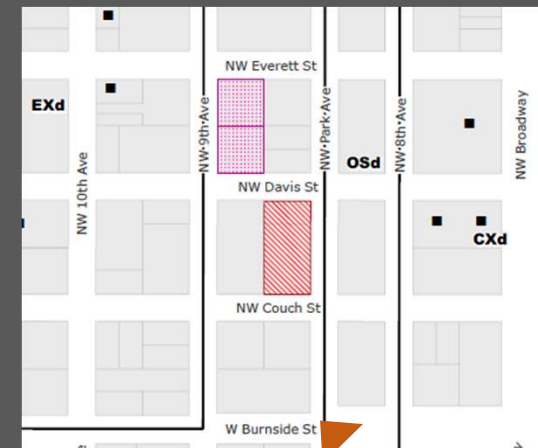 NW Everett St
EXd
NW 10th Ave
NW 9th Ave
NW Park Ave
NW 8th Ave
NW Broadway
OSd
NW Davis St
CXd
NW Couch St
W Burnside St